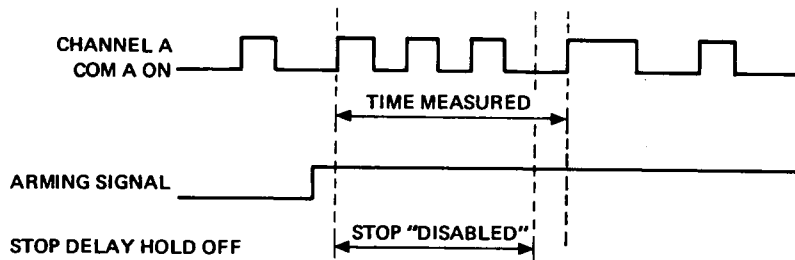 CHANNEL A
COM A ON
TIME MEASURED
ARMING SIGNAL
STOP "DISABLED"
STOP DELAY HOLD OFF